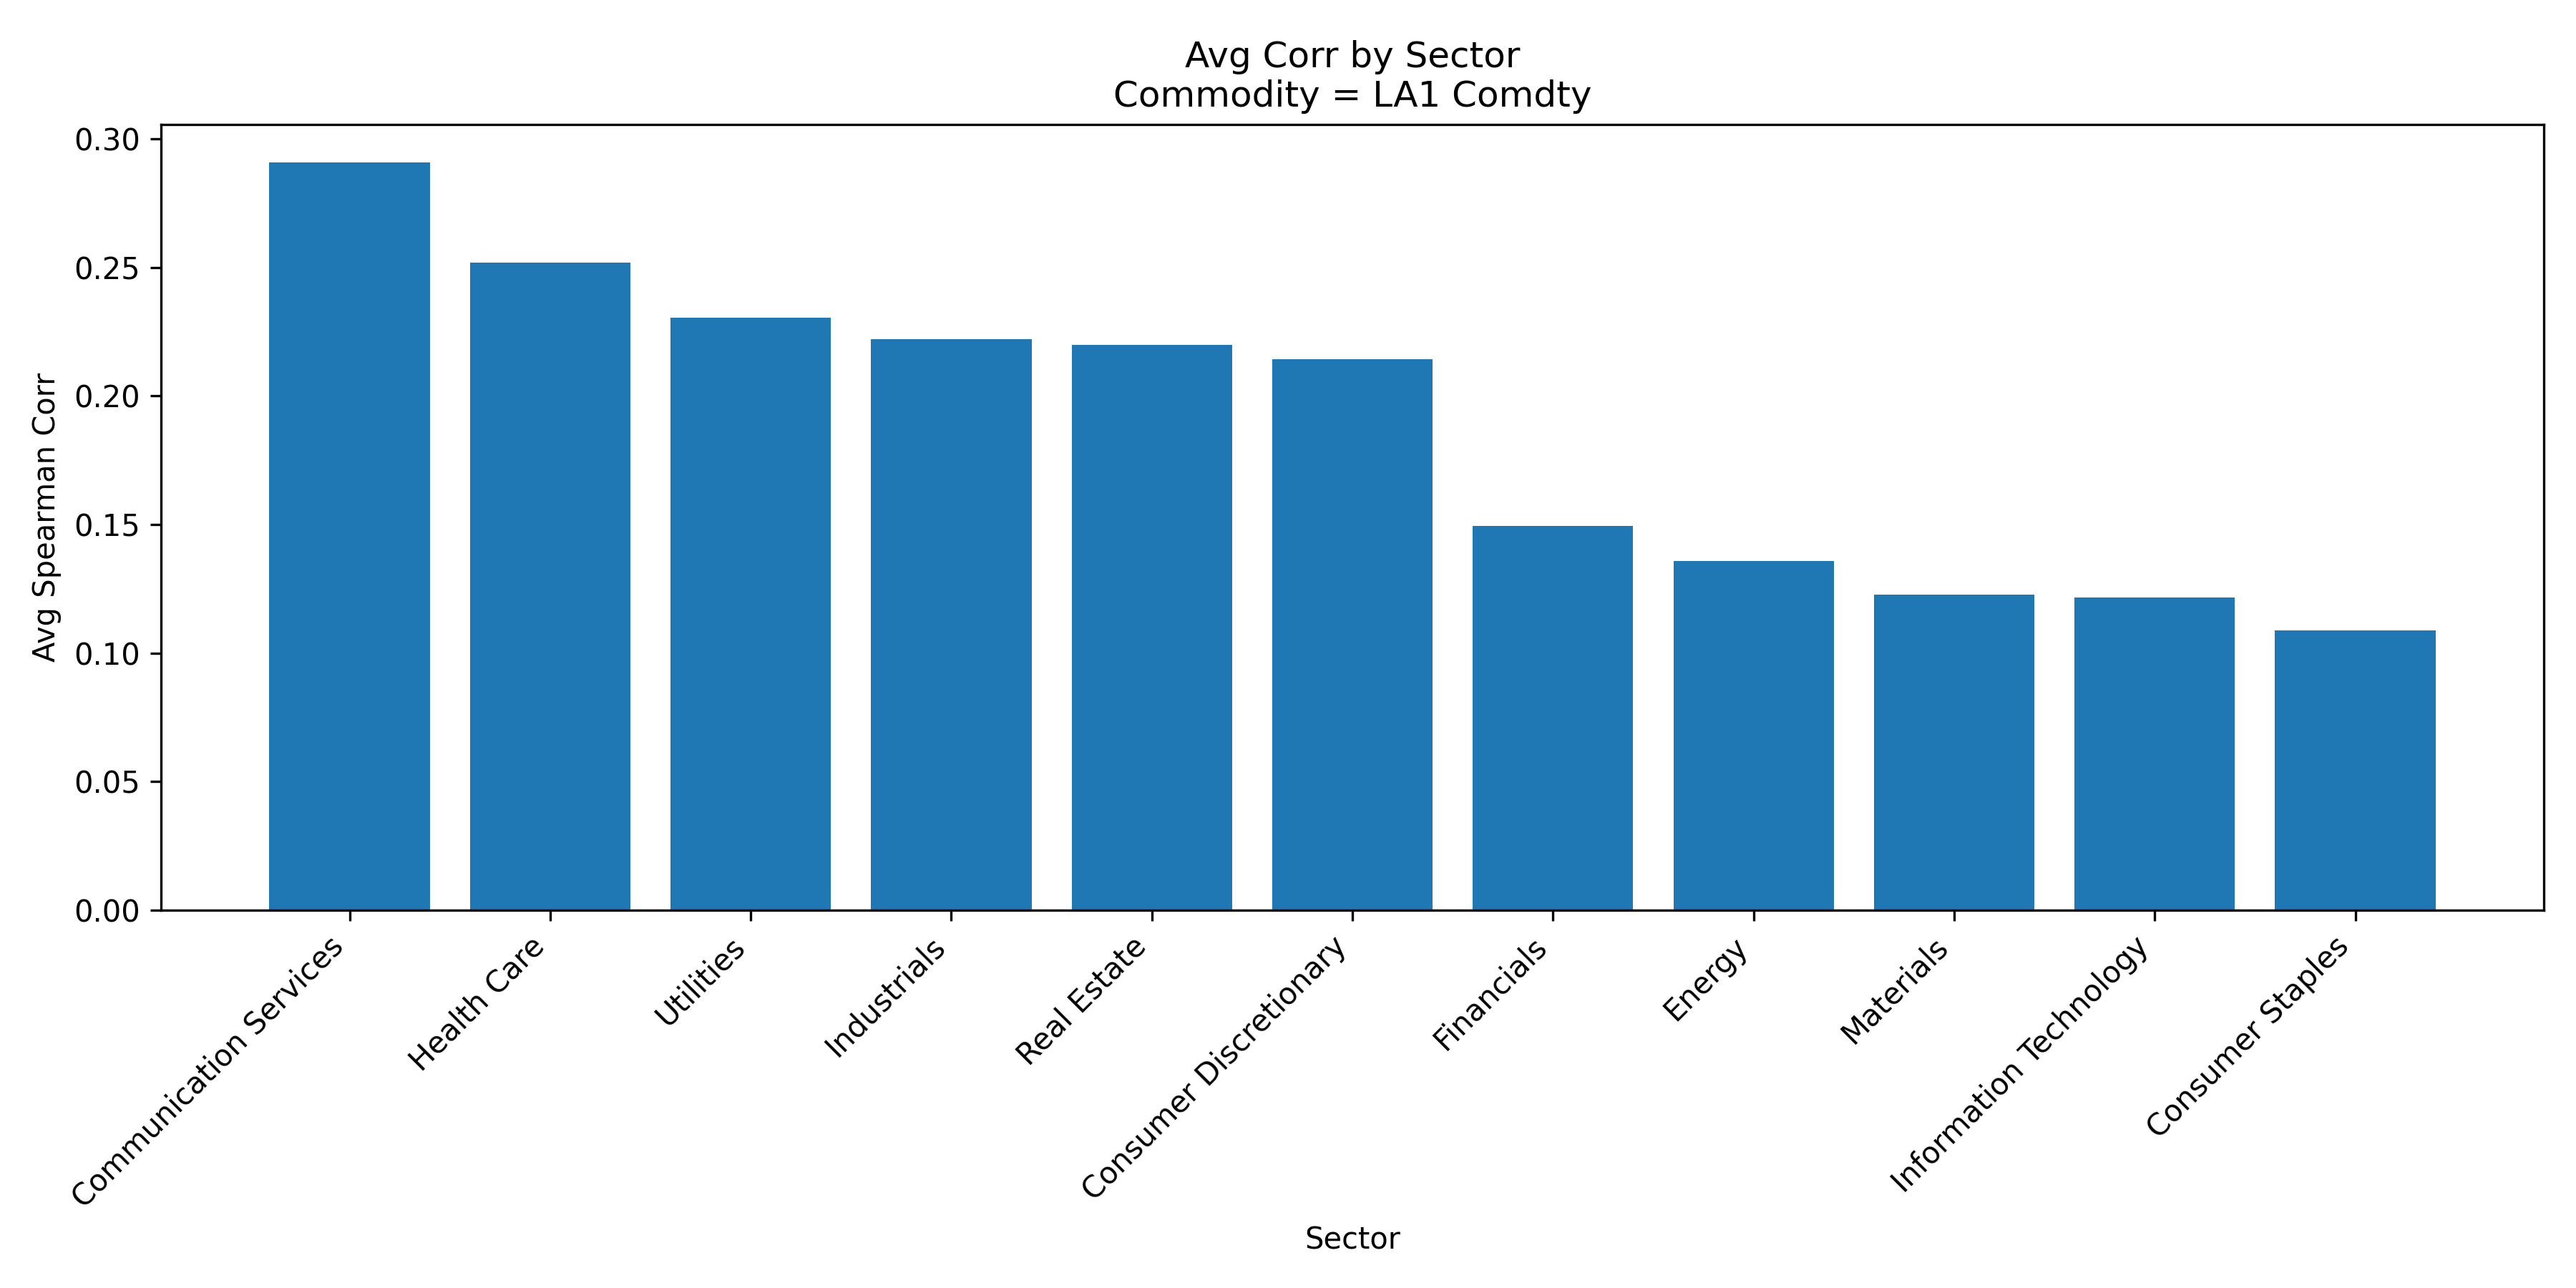 Avg Corr by Sector
Commodity = LA1 Comdty
Avg Spearman Corr
0.30
0.25
0.20
0.15
0.10
0.05
0.00
Communication Services
Health Care
Utilities
Industrials
Real Estate
Consumer Discretionary
Financials
Energy
Materials
Information Technology
Consumer Staples
Sector